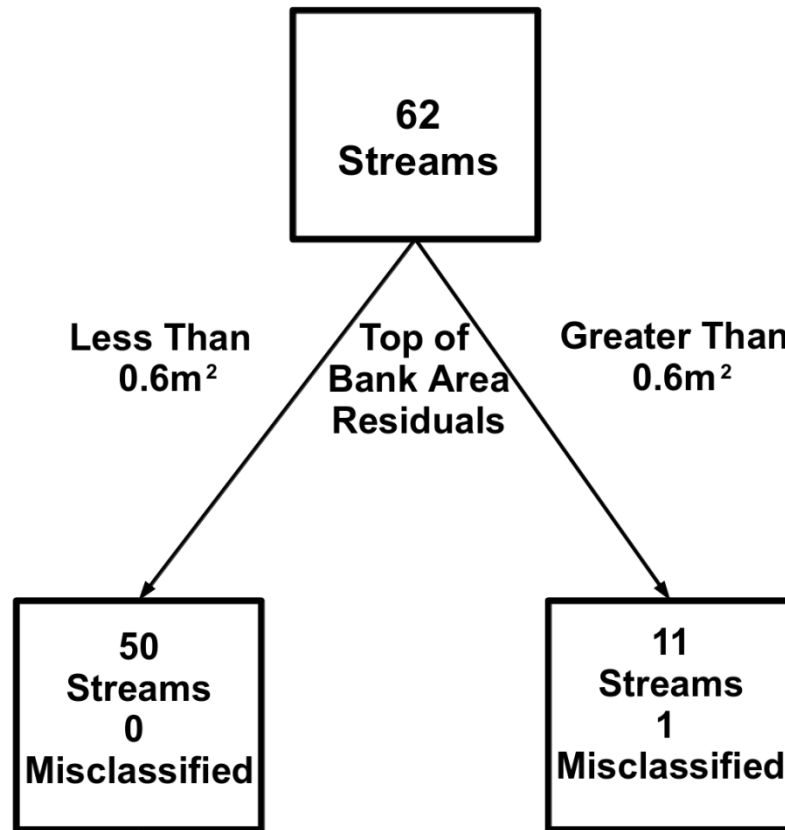 62
Streams
Less Than
0.6m²
Top of
Bank Area
Residuals
Greater Than
0.6m²
50
Streams
0
Misclassified
11
Streams
1
Misclassified